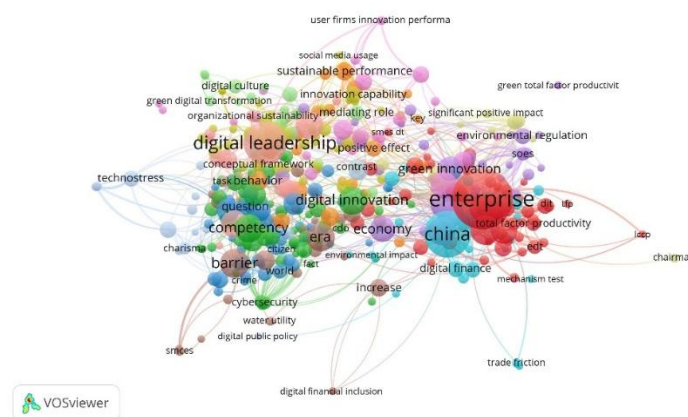 user firms innovation performa
social media usage
sustainable performance
digital culture
green total factor productivit
innovation capability
green digital transformation
key
significant positive impact
mediating role
organizational sustainability
smes dt
environmental regulation
digital leadership
positive effect
soes
conceptual framework
contrast
green innovation
technostress
task
behavior
enterprise
dit
tfp
digital innovation
question
total factor productivity
competency
economy
china
lccp
charisma
citizen
era
cdo
edt
environmental impact
chairma
barrier
fact
world
digital finance
crime
mechanism test
increase
cybersecurity
water utility
digital public policy
smces
trade friction
digital financial inclusion
VOSviewer